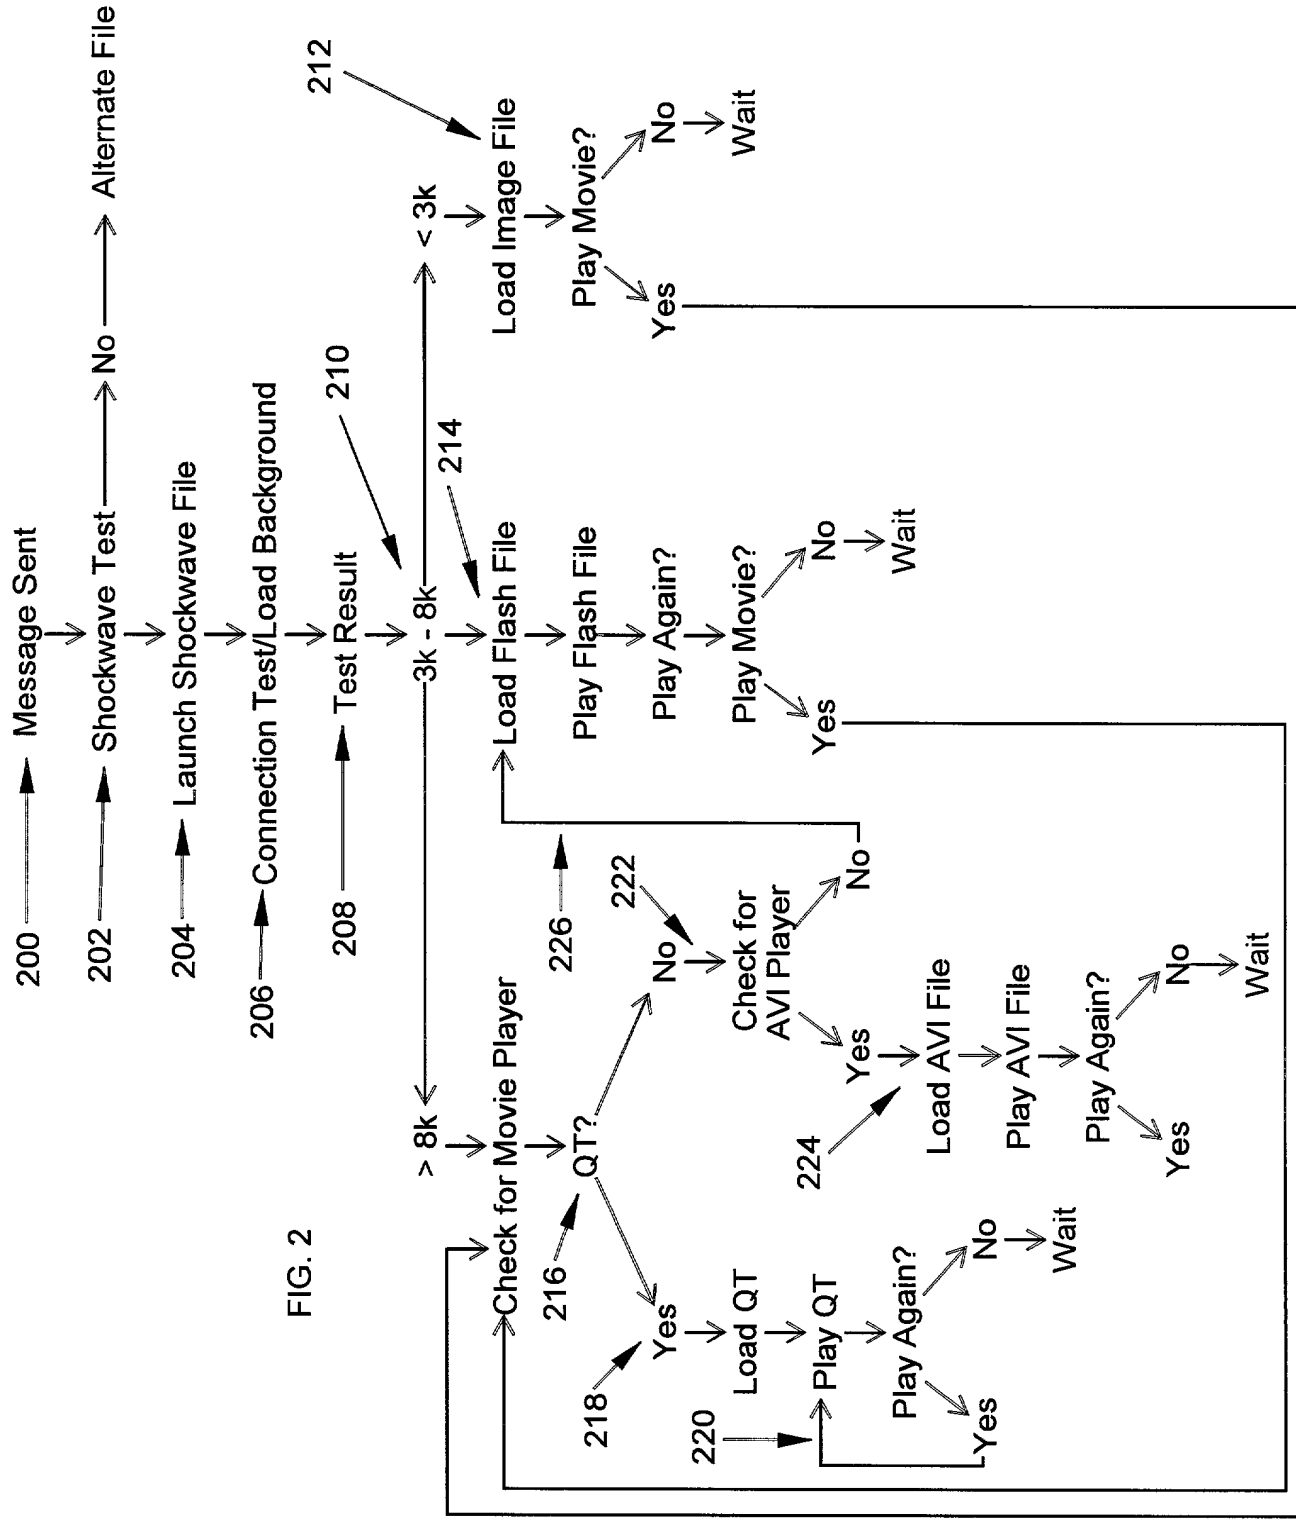 FIG. 2
200
Message Sent
202
Shockwave Test
No
Alternate File
204
Launch Shockwave File
206
Connection Test/Load Background
208
Test Result
210
> 8k
3k - 8k
< 3k
212
214
Check for Movie Player
Load Flash File
Load Image File
216
QT?
226
Play Flash File
Play Movie?
218
Yes
No
222
Play Again?
Yes
No
220
Load QT
Check for
AVI Player
Play Movie?
Wait
Play QT
224
Yes
No
Yes
No
Play Again?
Load AVI File
Wait
Yes
No
Play AVI File
Wait
Play Again?
Yes
No
Wait